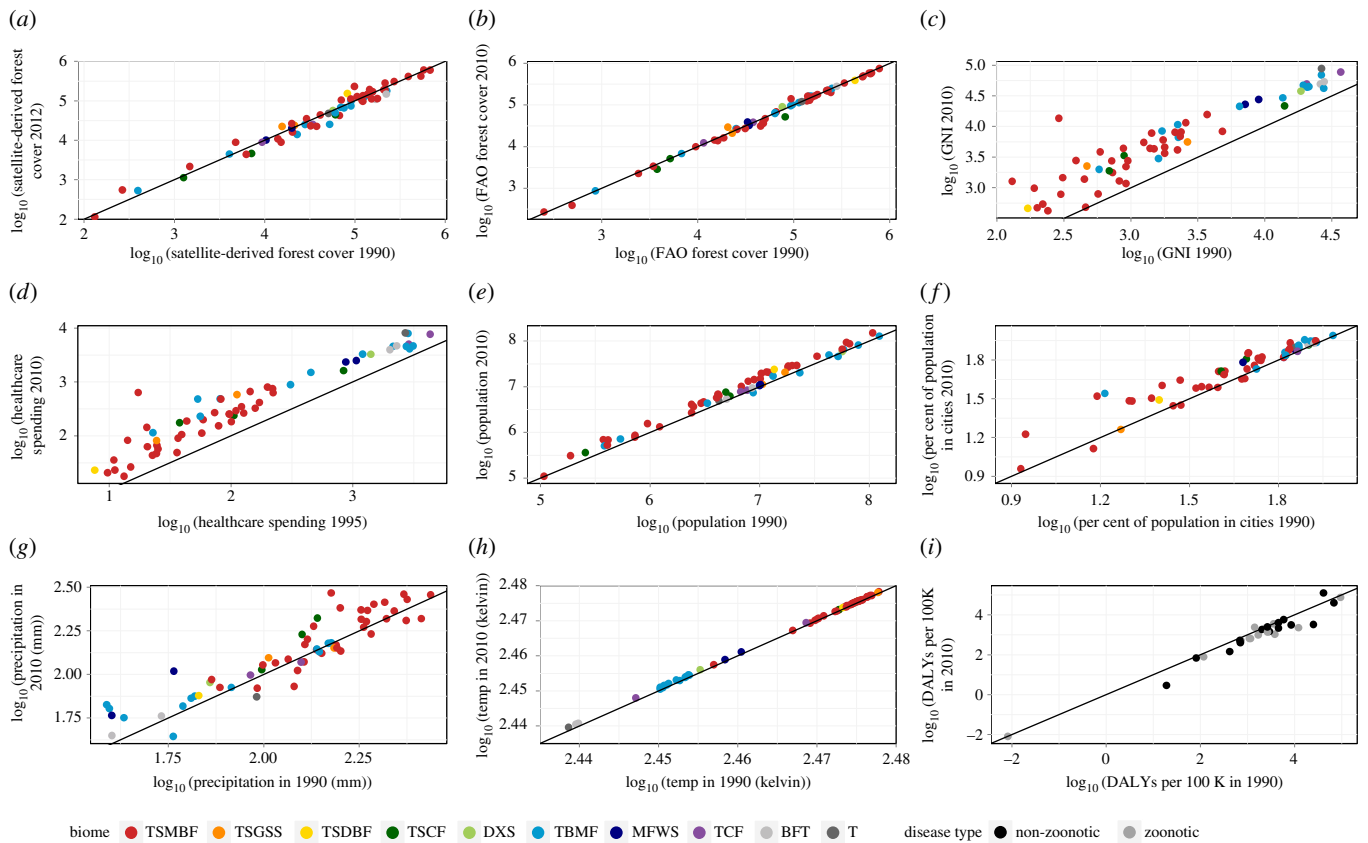 (a)
log10 (satellite-derived forest
cover 2012)
6
5
4
3
2
2 3 4 5 6
log10 (satellite-derived forest cover 1990)
(b)
log10 (FAO forest cover 2010)
6
5
4
3
3 4 5 6
log10 (FAO forest cover 1990)
(c)
log10 (GNI 2010)
5.0
4.5
4.0
3.5
3.0
2.0 2.5 3.0 3.5 4.0 4.5
log10 (GNI 1990)
(d)
log10 (healthcare
spending 2010)
4
3
2
1 2 3
log10 (healthcare spending 1995)
(e)
log10 (population 2010)
8
7
6
5
5 6 7 8
log10 (population 1990)
(f)
log10 (per cent of population
in cities 2010)
1.8
1.5
1.2
0.9
0.9 1.2 1.5 1.8
log10 (per cent of population in cities 1990)
(g)
log10 (precipitation in
2010 (mm))
2.50
2.25
2.00
1.75
1.75 2.00 2.25
log10 (precipitation in 1990 (mm))
(h)
log10 (temp in 2010 (kelvin))
2.48
2.47
2.46
2.45
2.44
2.44 2.45 2.46 2.47 2.48
log10 (temp in 1990 (kelvin))
(i)
log10 (DALYs per 100K
in 2010)
4
2
0
–2
–2 0 2 4
log10 (DALYs per 100 K in 1990)
biome TSMBF TSGSS TSDBF TSCF DXS TBMF MFWS TCF BFT T disease type non-zoonotic zoonotic